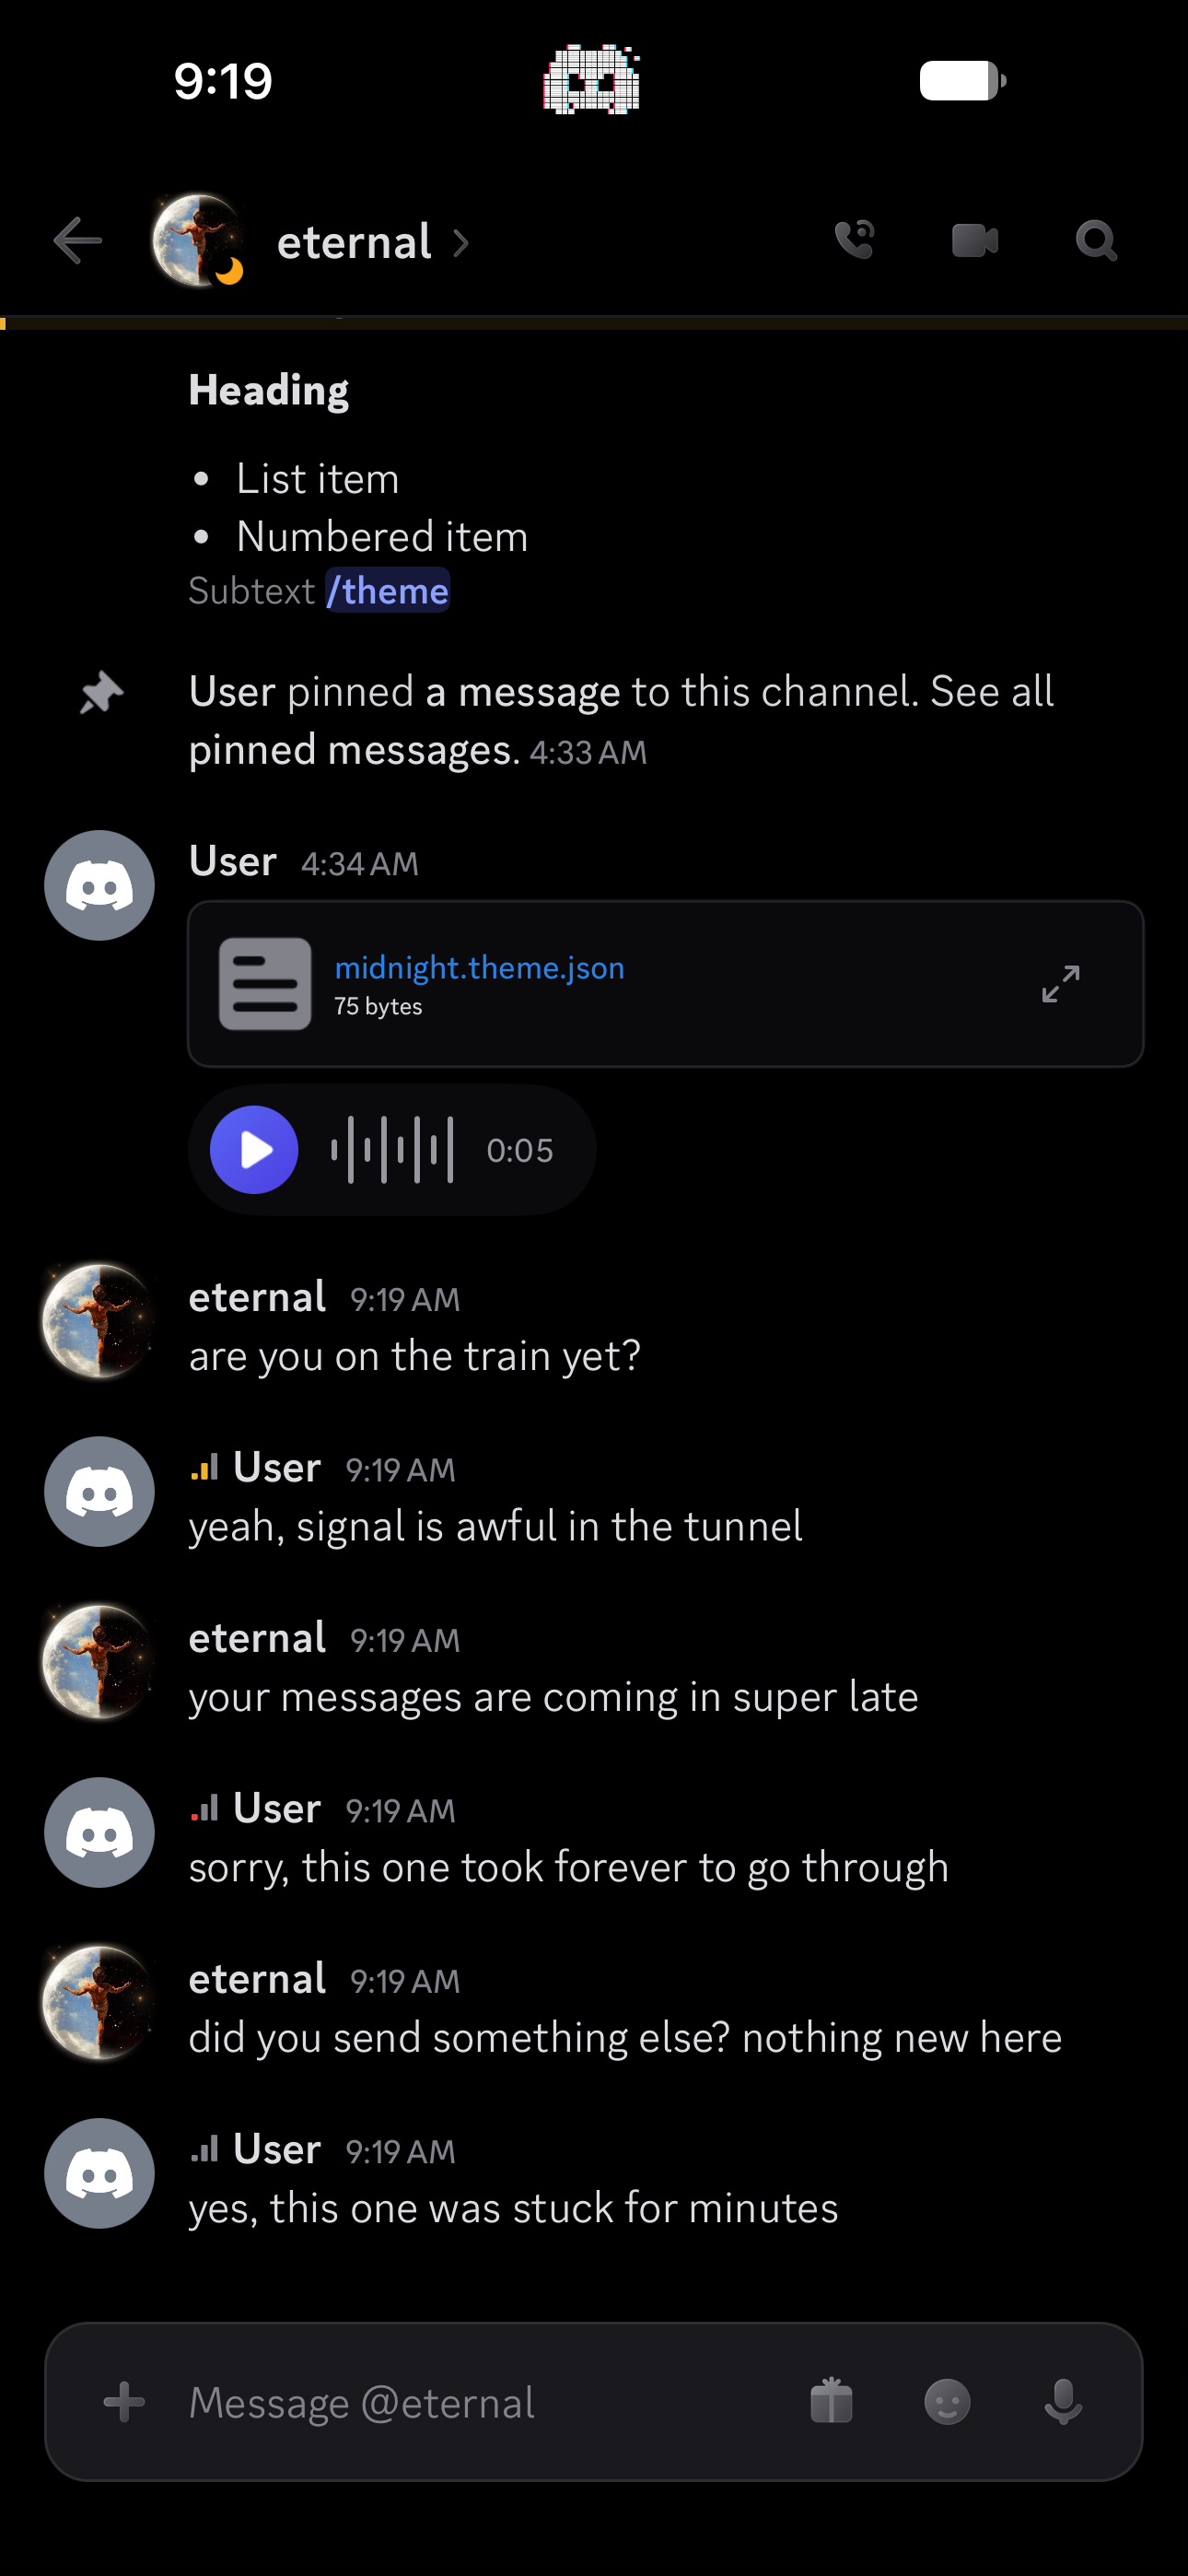 9:19
eternal
Heading
• List item
• Numbered item
Subtext /theme
User pinned a message to this channel. See all
pinned messages. 4:33 AM
User 4:34 AM
midnight.theme.json
75 bytes
0:05
eternal 9:19 AM
are you on the train yet?
User 9:19 AM
yeah, signal is awful in the tunnel
eternal 9:19 AM
your messages are coming in super late
User 9:19 AM
sorry, this one took forever to go through
eternal 9:19 AM
did you send something else? nothing new here
User 9:19 AM
yes, this one was stuck for minutes
Message @eternal